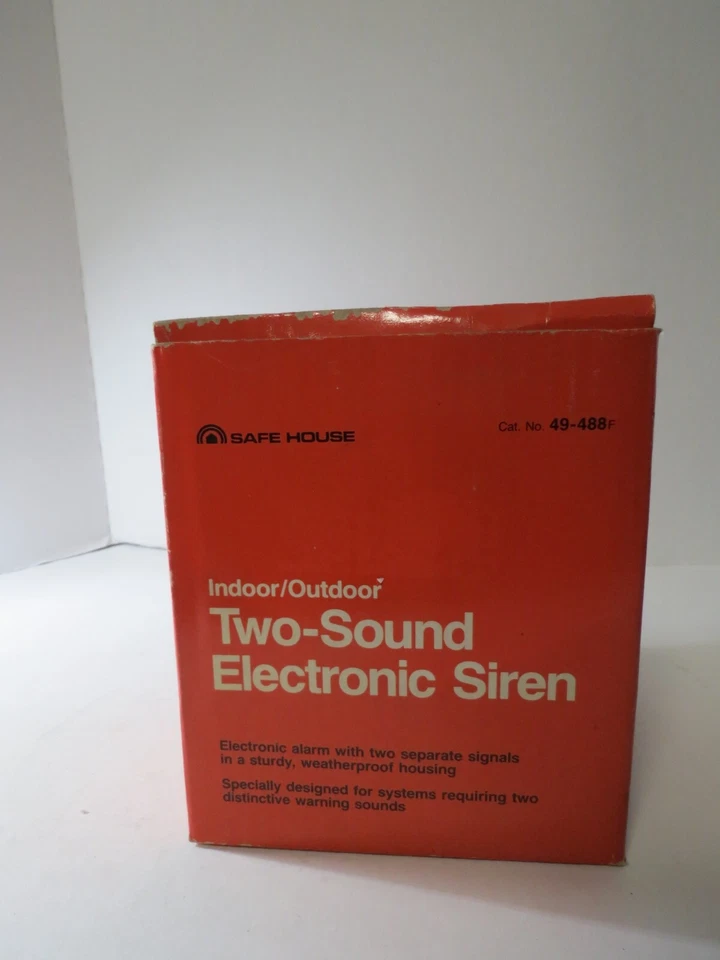 SAFE HOUSE
Cat. No. 49-488F
Indoor/Outdoor
Two-Sound
Electronic Siren
Electronic alarm with two separate signals
in a sturdy, weatherproof housing
Specially designed for systems requiring two
distinctive warning sounds